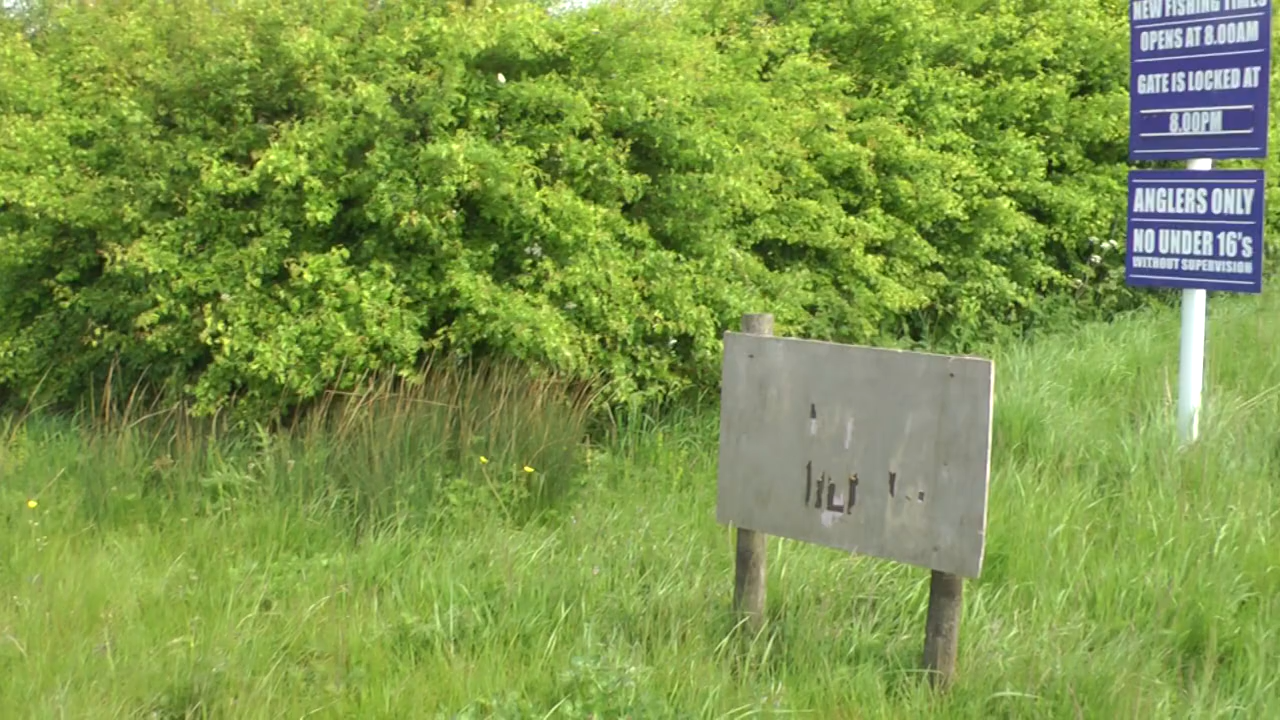 NEW FISHING TIMES
OPENS AT 8.00AM
GATE IS LOCKED AT
8.00PM
ANGLERS ONLY
NO UNDER 16'S
WITHOUT SUPERVISION